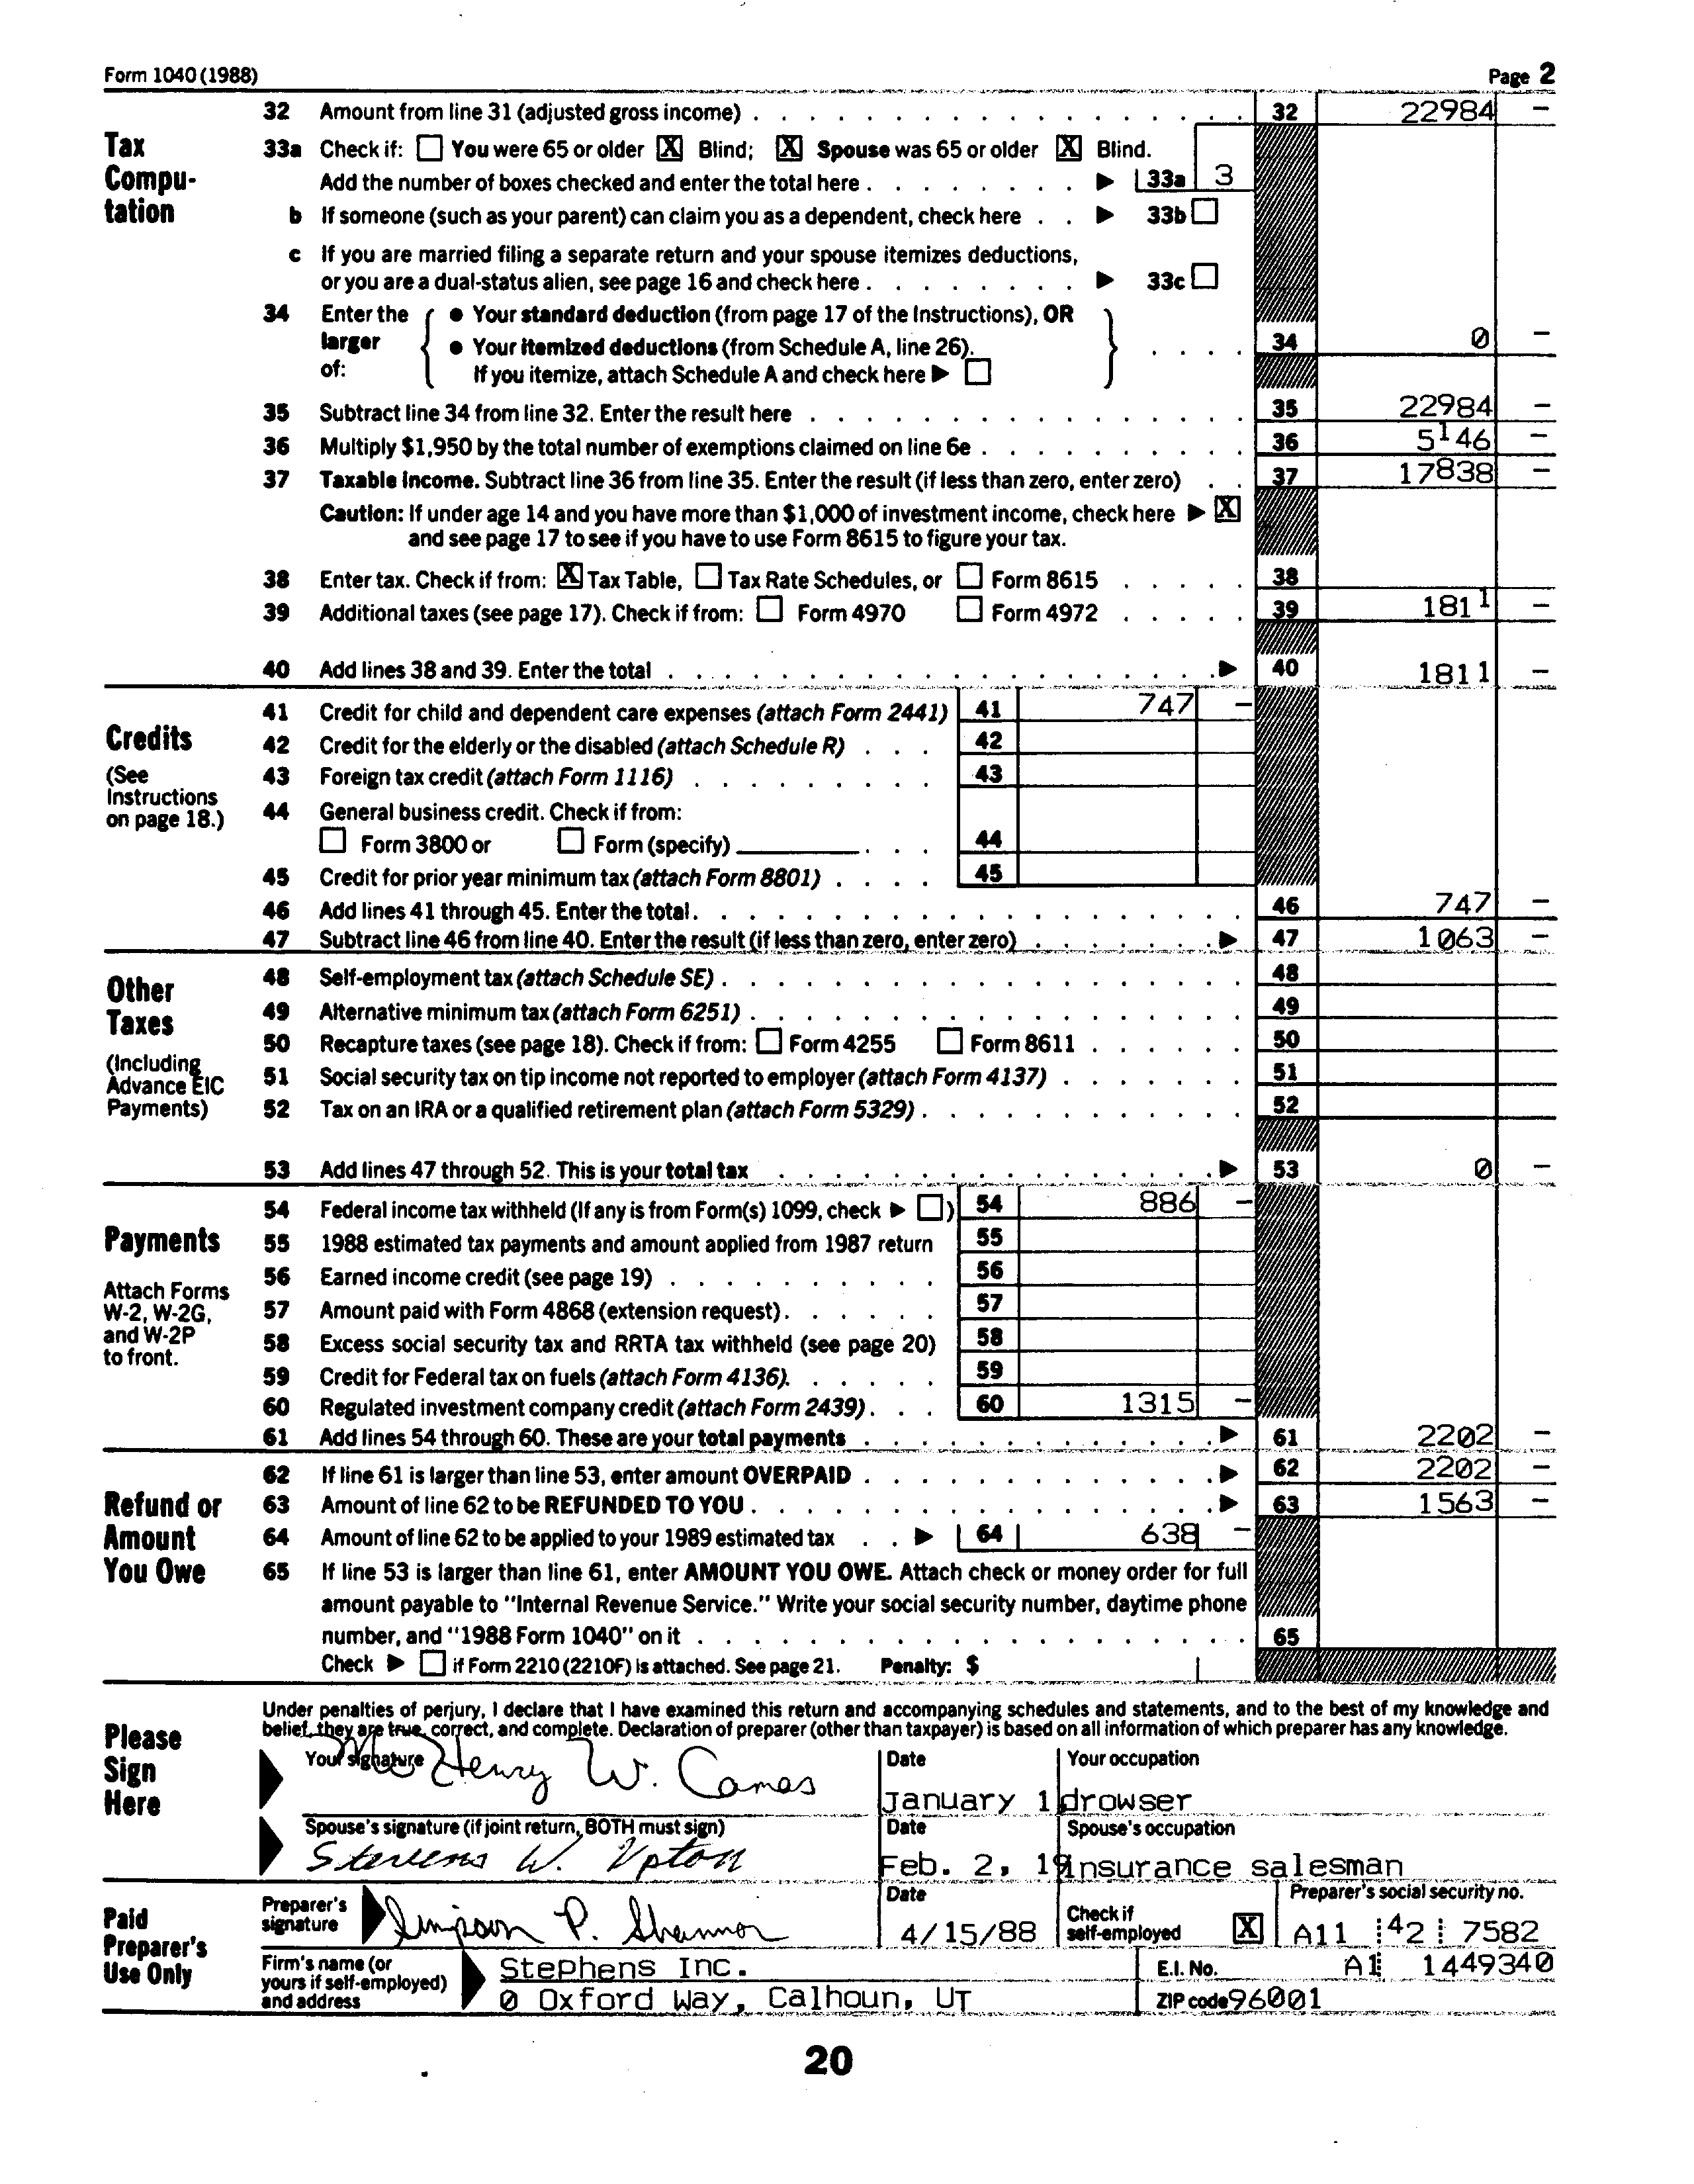 Form 1040 (1988) Page 2
Tax Computation
32 Amount from line 31 (adjusted gross income) 32 22984 –
33a Check if: ☐ You were 65 or older ☒ Blind; ☒ Spouse was 65 or older ☒ Blind.
Add the number of boxes checked and enter the total here ▶ 33a 3
b If someone (such as your parent) can claim you as a dependent, check here ▶ 33b ☐
c If you are married filing a separate return and your spouse itemizes deductions,
or you are a dual-status alien, see page 16 and check here ▶ 33c ☐
34 Enter the larger of:
● Your standard deduction (from page 17 of the Instructions), OR
● Your itemized deductions (from Schedule A, line 26).
If you itemize, attach Schedule A and check here ▶ ☐
34 0 –
35 Subtract line 34 from line 32. Enter the result here 35 22984 –
36 Multiply $1,950 by the total number of exemptions claimed on line 6e 36 5146 –
37 Taxable income. Subtract line 36 from line 35. Enter the result (if less than zero, enter zero) 37 17838 –
Caution: If under age 14 and you have more than $1,000 of investment income, check here ▶ ☒
and see page 17 to see if you have to use Form 8615 to figure your tax.
38 Enter tax. Check if from: ☒ Tax Table, ☐ Tax Rate Schedules, or ☐ Form 8615 38
39 Additional taxes (see page 17). Check if from: ☐ Form 4970 ☐ Form 4972 39 1811 –
40 Add lines 38 and 39. Enter the total ▶ 40 1811 –
Credits
(See Instructions on page 18.)
41 Credit for child and dependent care expenses (attach Form 2441) 41 747 –
42 Credit for the elderly or the disabled (attach Schedule R) 42
43 Foreign tax credit (attach Form 1116) 43
44 General business credit. Check if from:
☐ Form 3800 or ☐ Form (specify) 44
45 Credit for prior year minimum tax (attach Form 8801) 45
46 Add lines 41 through 45. Enter the total. 46 747 –
47 Subtract line 46 from line 40. Enter the result (if less than zero, enter zero) ▶ 47 1063 –
Other Taxes
(Including Advance EIC Payments)
48 Self-employment tax (attach Schedule SE) 48
49 Alternative minimum tax (attach Form 6251) 49
50 Recapture taxes (see page 18). Check if from: ☐ Form 4255 ☐ Form 8611 50
51 Social security tax on tip income not reported to employer (attach Form 4137) 51
52 Tax on an IRA or a qualified retirement plan (attach Form 5329) 52
53 Add lines 47 through 52. This is your total tax ▶ 53 0 –
Payments
Attach Forms W-2, W-2G, and W-2P to front.
54 Federal income tax withheld (If any is from Form(s) 1099, check ▶ ☐) 54 886 –
55 1988 estimated tax payments and amount applied from 1987 return 55
56 Earned income credit (see page 19) 56
57 Amount paid with Form 4868 (extension request) 57
58 Excess social security tax and RRTA tax withheld (see page 20) 58
59 Credit for Federal tax on fuels (attach Form 4136) 59
60 Regulated investment company credit (attach Form 2439) 60 1315 –
61 Add lines 54 through 60. These are your total payments ▶ 61 2202 –
Refund or Amount You Owe
62 If line 61 is larger than line 53, enter amount OVERPAID ▶ 62 2202 –
63 Amount of line 62 to be REFUNDED TO YOU ▶ 63 1563 –
64 Amount of line 62 to be applied to your 1989 estimated tax ▶ 64 638 –
65 If line 53 is larger than line 61, enter AMOUNT YOU OWE. Attach check or money order for full
amount payable to "Internal Revenue Service." Write your social security number, daytime phone
number, and "1988 Form 1040" on it 65
Check ▶ ☐ if Form 2210 (2210F) is attached. See page 21. Penalty: $
Please Sign Here
Under penalties of perjury, I declare that I have examined this return and accompanying schedules and statements, and to the best of my knowledge and
belief, they are true, correct, and complete. Declaration of preparer (other than taxpayer) is based on all information of which preparer has any knowledge.
Your signature Henry W. Camas
Date January 1
Your occupation drowser
Spouse's signature (if joint return, BOTH must sign) Stevens W. Upton
Date Feb. 2, 19
Spouse's occupation insurance salesman
Paid Preparer's Use Only
Preparer's signature Simpson P. Shannon
Date 4/15/88
Check if self-employed ☒
Preparer's social security no. A11 42 7582
Firm's name (or yours if self-employed) and address
Stephens Inc.
0 Oxford Way, Calhoun, UT
E.I. No. A1 1449340
ZIP code 96001
20